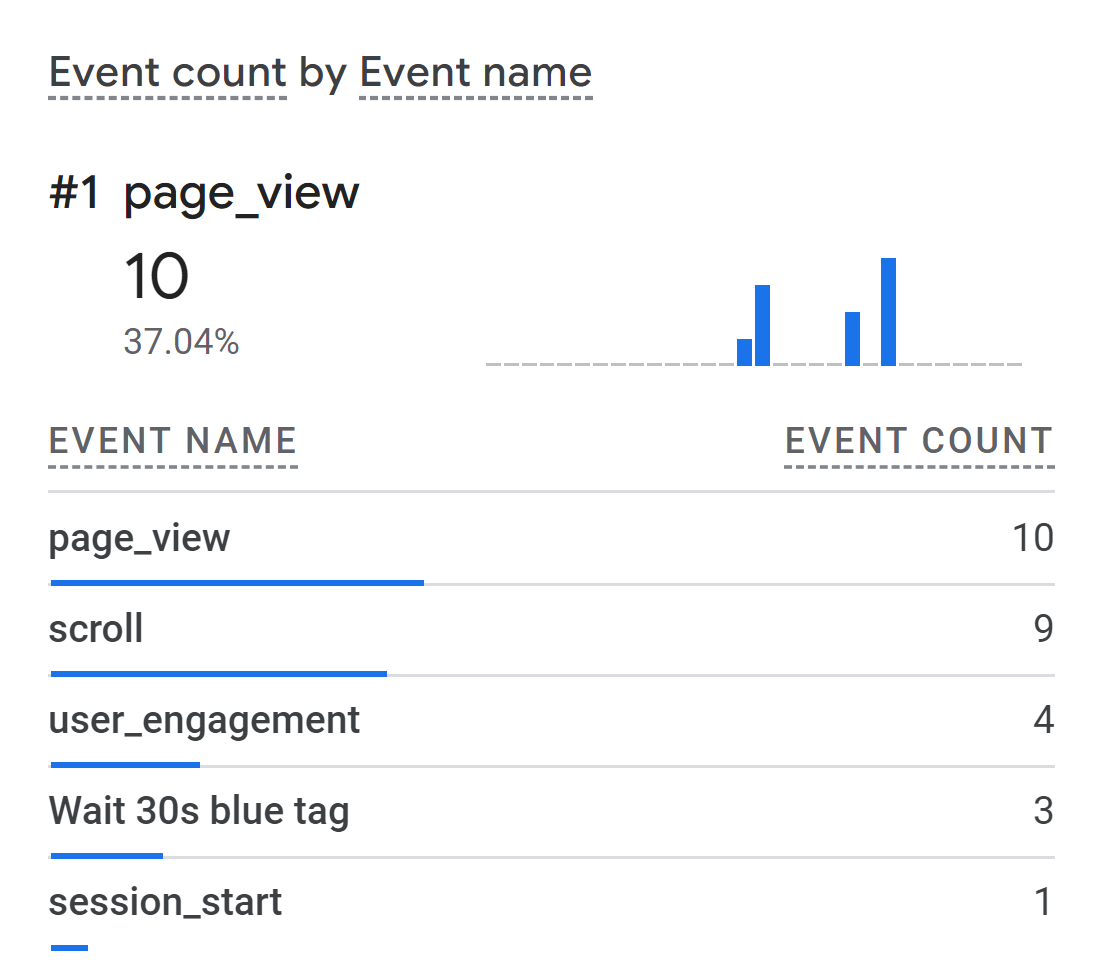 Event count by Event name
#1 page_view
10
37.04%
EVENT NAME EVENT COUNT
page_view 10
scroll 9
user_engagement 4
Wait 30s blue tag 3
session_start 1